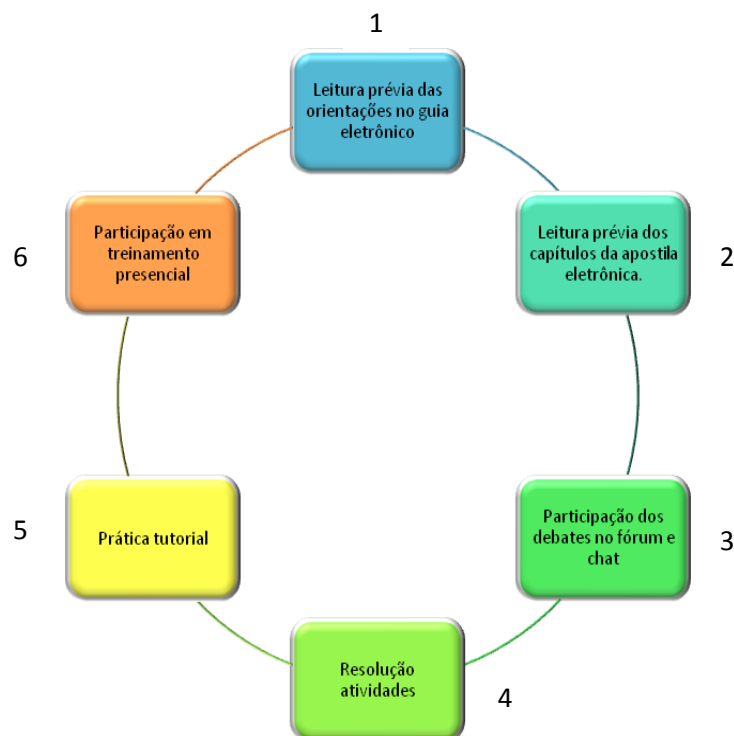 1
Leitura prévia das
orientações no guia
eletrônico
2
Leitura prévia dos
capítulos da apostila
eletrônica.
3
Participação dos
debates no fórum e
chat
4
Resolução
atividades
5
Prática tutorial
6
Participação em
treinamento
presencial